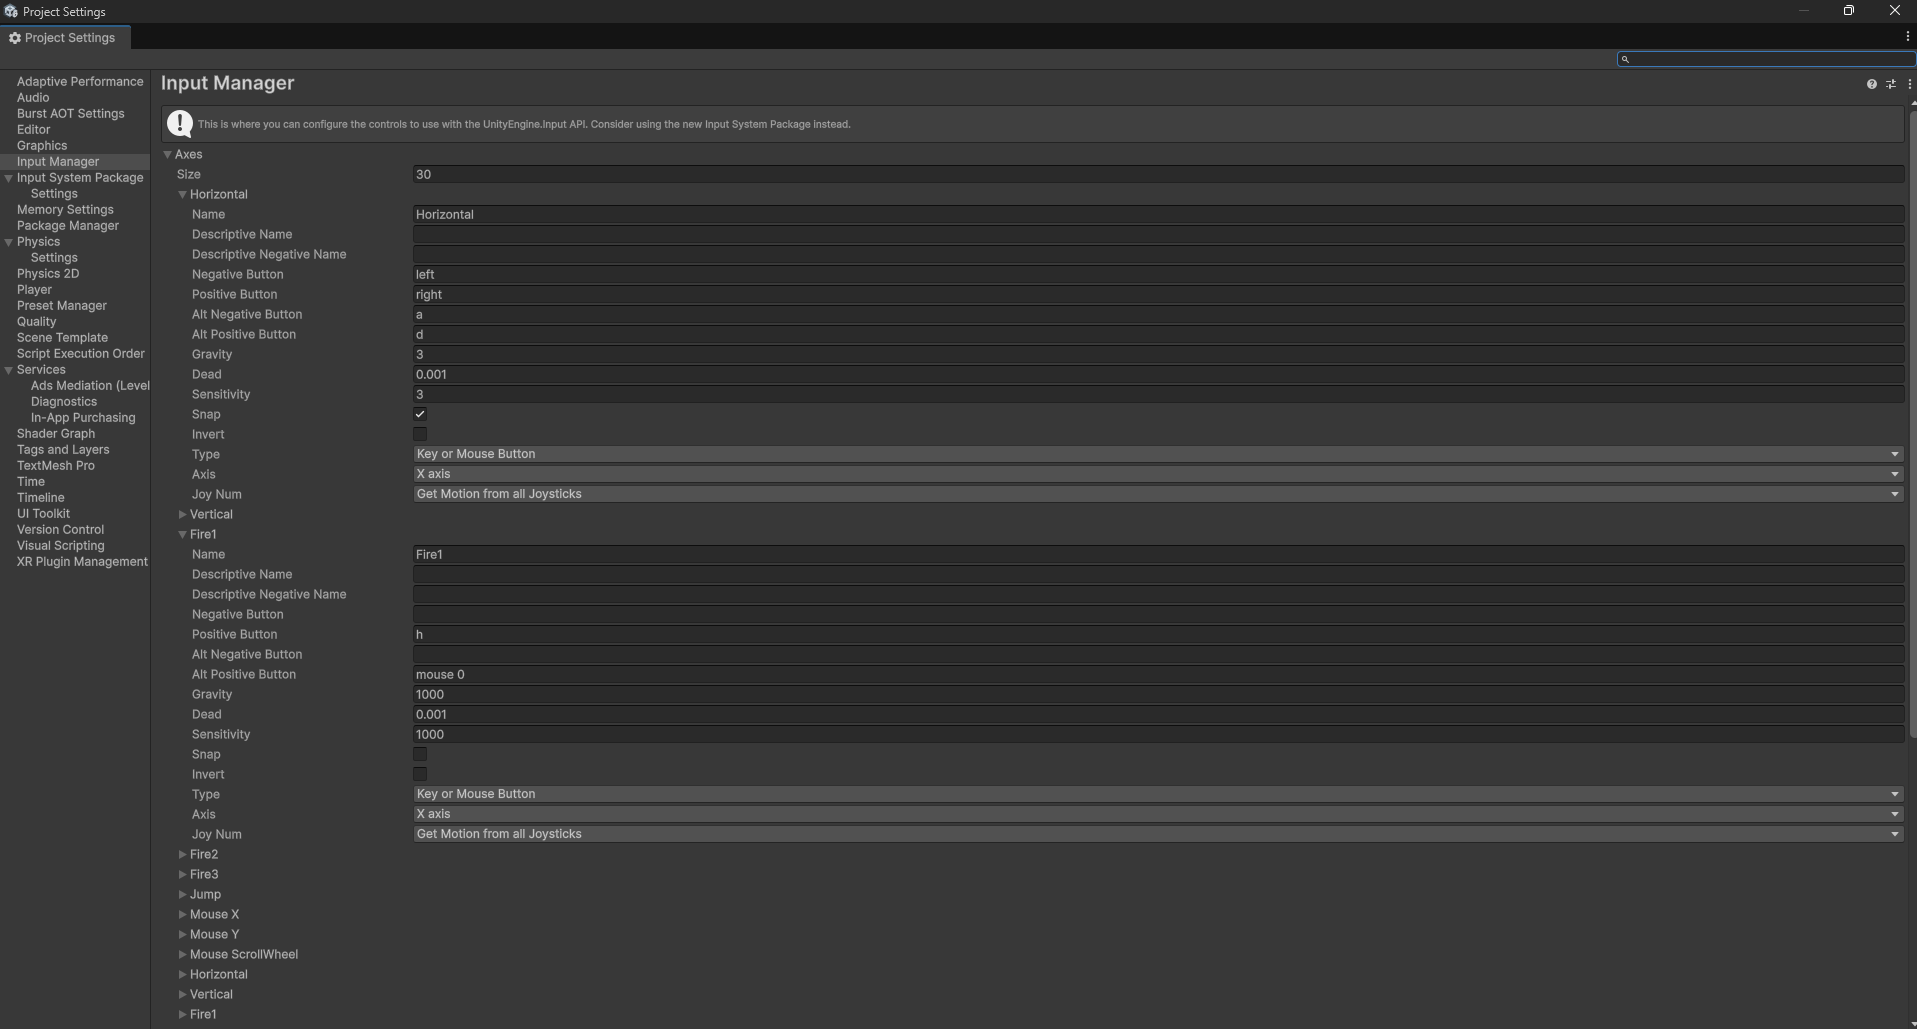 Project Settings
Project Settings
Adaptive Performance
Audio
Burst AOT Settings
Editor
Graphics
Input Manager
Input System Package
Settings
Memory Settings
Package Manager
Physics
Settings
Physics 2D
Player
Preset Manager
Quality
Scene Template
Script Execution Order
Services
Ads Mediation (Level
Diagnostics
In-App Purchasing
Shader Graph
Tags and Layers
TextMesh Pro
Time
Timeline
UI Toolkit
Version Control
Visual Scripting
XR Plugin Management
Input Manager
This is where you can configure the controls to use with the UnityEngine.Input API. Consider using the new Input System Package instead.
Axes
Size 30
Horizontal
Name Horizontal
Descriptive Name
Descriptive Negative Name
Negative Button left
Positive Button right
Alt Negative Button a
Alt Positive Button d
Gravity 3
Dead 0.001
Sensitivity 3
Snap
Invert
Type Key or Mouse Button
Axis X axis
Joy Num Get Motion from all Joysticks
Vertical
Fire1
Name Fire1
Descriptive Name
Descriptive Negative Name
Negative Button
Positive Button h
Alt Negative Button
Alt Positive Button mouse 0
Gravity 1000
Dead 0.001
Sensitivity 1000
Snap
Invert
Type Key or Mouse Button
Axis X axis
Joy Num Get Motion from all Joysticks
Fire2
Fire3
Jump
Mouse X
Mouse Y
Mouse ScrollWheel
Horizontal
Vertical
Fire1